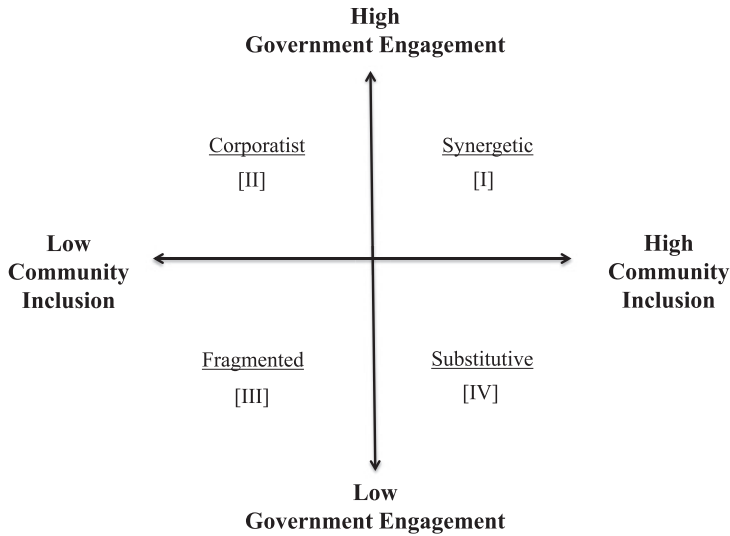 High
Government Engagement
Corporatist
[II]
Synergetic
[I]
Low
Community
Inclusion
High
Community
Inclusion
Fragmented
[III]
Substitutive
[IV]
Low
Government Engagement